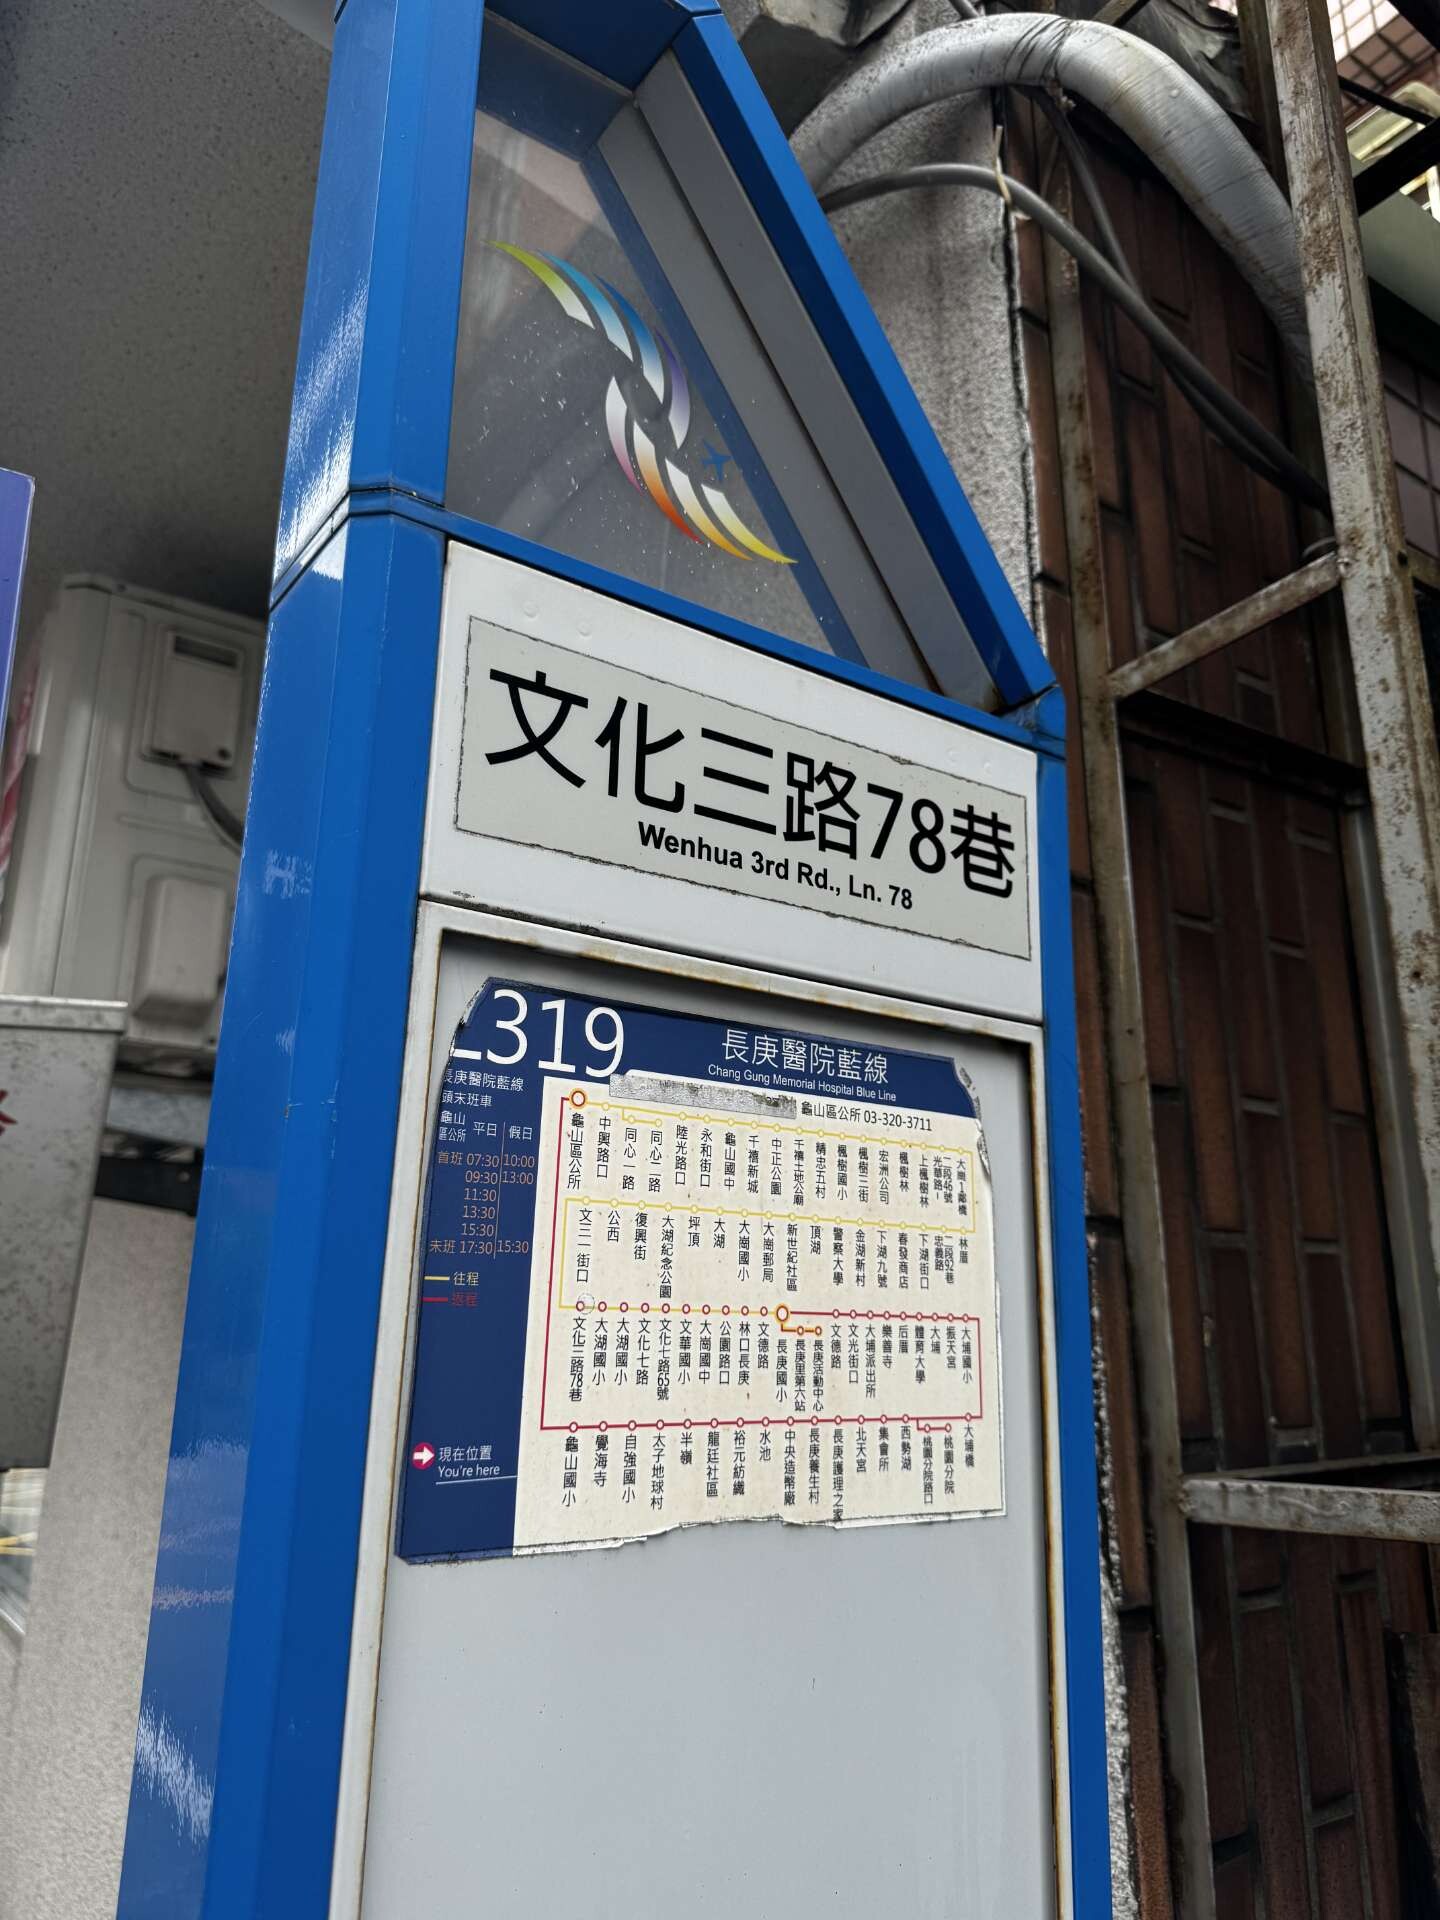 文化三路78巷
Wenhua 3rd Rd., Ln. 78
L319
長庚醫院藍線
Chang Gung Memorial Hospital Blue Line
龜山區公所 03-320-3711
長庚醫院藍線
頭末班車
龜山區公所 平日 假日
首班 07:30 10:00
09:30 13:00
11:30
13:30
15:30
末班 17:30 15:30
往程
返程
現在位置
You're here
龜山區公所
中興路口
同心一路
同心二路
陸光路口
永和街口
龜山國中
千禧新城
中正公園
千禧土地公廟
精忠五村
楓樹國小
楓樹三街
宏洲公司
楓樹林
上楓樹林
光華路一
二段46號
大崗1鄰橋
文二一街口
公西
復興街
大湖紀念公園
坪頂
大湖
大崗國小
大崗郵局
新世紀社區
頂湖
警察大學
金湖新村
下湖九號
春發商店
下湖街口
忠義路
二段92巷
林厝
文化三路78巷
大湖國小
大湖國小
文化七路
文化七路65號
文華國小
大崗國中
公園路口
林口長庚
文德路
長庚國小
長庚里第六站
長庚活動中心
文德路
文光街口
大埔派出所
樂善寺
后厝
體育大學
大埔
振天宮
大埔國小
龜山國小
覺海寺
自強國小
太子地球村
半嶺
龍廷社區
裕元紡織
水池
中央造幣廠
長庚養生村
長庚護理之家
北天宮
集會所
西勢湖
桃園分院路口
桃園分院
大埔橋